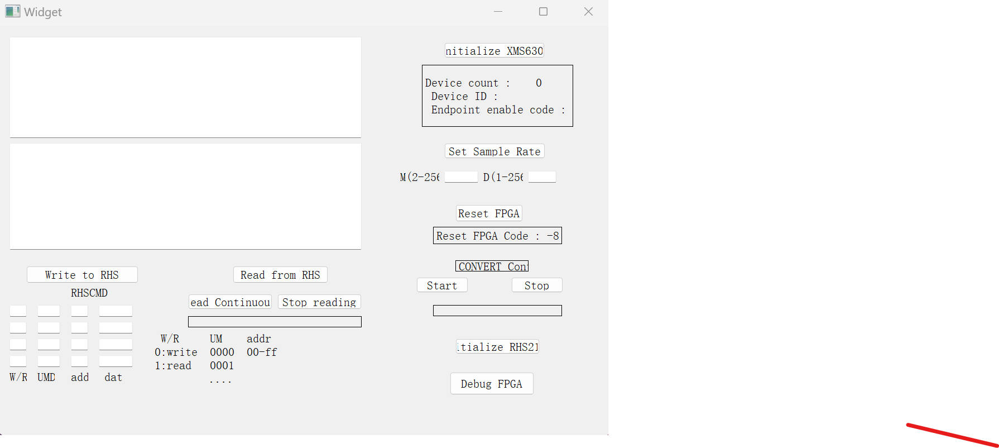 Widget
nitialize XMS630
Device count :    0
Device ID :
Endpoint enable code :
Set Sample Rate
M(2-256 D(1-256
Reset FPGA
Reset FPGA Code : -8
CONVERT Con
Start Stop
Write to RHS
Read from RHS
RHSCMD
ead Continuou Stop reading
W/R UM addr
0:write 0000 00-ff
1:read 0001
....
W/R UMD add dat
itialize RHS21
Debug FPGA